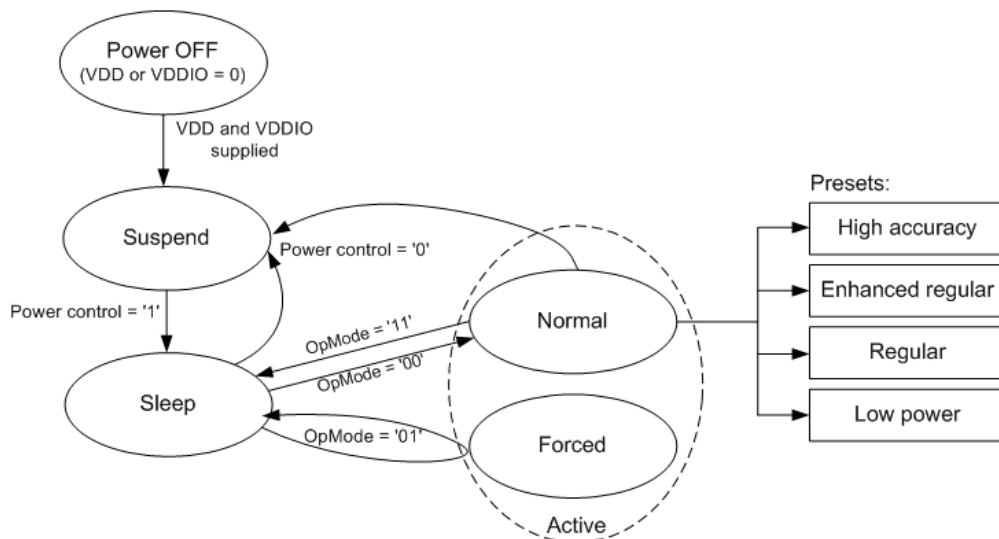 Power OFF
(VDD or VDDIO = 0)
VDD and VDDIO
supplied
Suspend
Power control = '0'
Power control = '1'
OpMode = '11'
OpMode = '00'
Sleep
OpMode = '01'
Normal
Forced
Active
Presets:
High accuracy
Enhanced regular
Regular
Low power